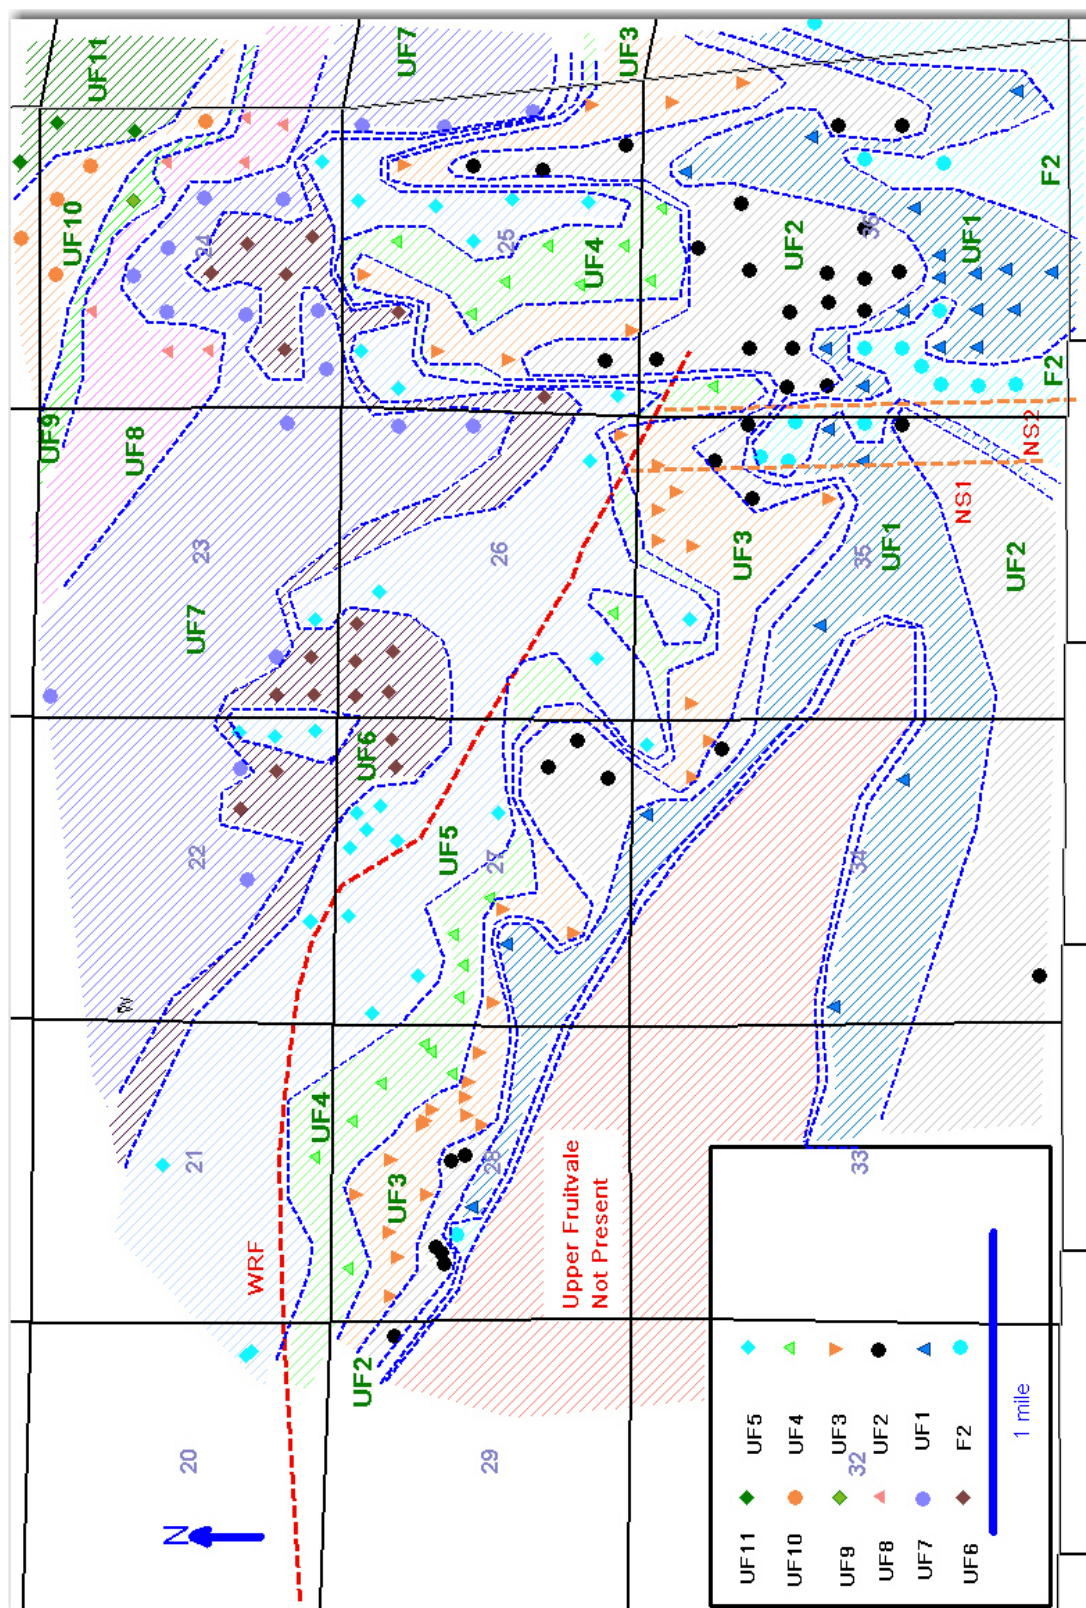 UF9
UF10
UF11
UF8
N
20
21
22
UF7
23
24
WRF
UF4
UF2
UF6
UF3
UF7
UF5
29
28
27
26
25
UF4
UF3
Upper Fruitvale
Not Present
UF3
UF2
33
34
35
36
UF1
UF1
NS1
UF2
NS2
F2
F2
UF11 UF5
UF10 UF4
UF9 UF3
32
UF8 UF2
UF7 UF1
UF6 F2
1 mile